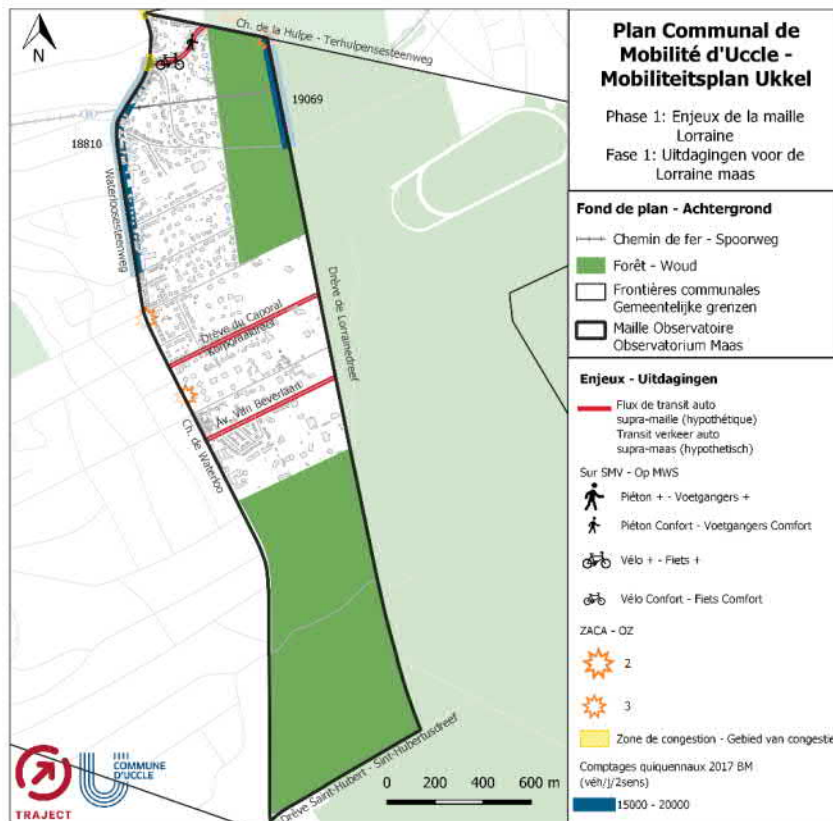 Plan Communal de
Mobilité d'Uccle -
Mobiliteitsplan Ukkel
Phase 1: Enjeux de la maille
Lorraine
Fase 1: Uitdagingen voor de
Lorraine maas
Fond de plan - Achtergrond
Chemin de fer - Spoorweg
Forêt - Woud
Frontières communales
Gemeentelijke grenzen
Maille Observatoire
Observatorium Maas
Enjeux - Uitdagingen
Flux de transit auto
supra-maille (hypothétique)
Transit verkeer auto
supra-maas (hypothetisch)
Sur SMV - Op MWS
Piéton + - Voetgangers +
Piéton Confort - Voetgangers Comfort
Vélo + - Fiets +
Vélo Confort - Fiets Comfort
ZACA - OZ
2
3
Zone de congestion - Gebied van congestie
Comptages quiquennaux 2017 BM
(véh/j/2sens)
15000 - 20000
N
Ch. de la Hulpe - Terhulpensesteenweg
19069
18810
Waterloosesteenweg
Drève de Lorrainedreef
Drève du Caporal
Korporaaldreef
Av. Van Beverlaan
Ch. de Waterloo
Drève Saint-Hubert - Sint-Hubertusdreef
TRAJECT
COMMUNE
D'UCCLE
0 200 400 600 m